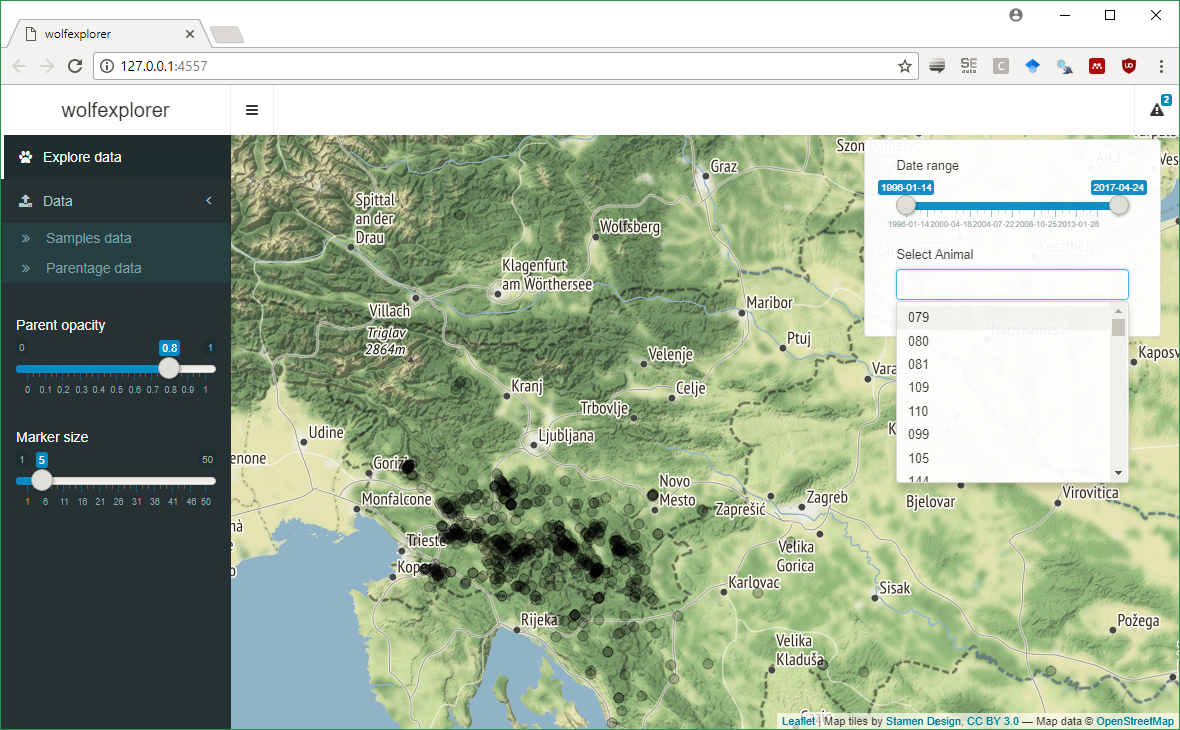 wolfexplorer
127.0.0.1:4557
SE
auto
C
wolfexplorer
2
Explore data
Data
Samples data
Parentage data
Parent opacity
0 0.8 1
0 0.1 0.2 0.3 0.4 0.5 0.6 0.7 0.8 0.9 1
Marker size
1 5 50
1 6 11 16 21 26 31 36 41 46 50
Date range
1996-01-14 2017-04-24
1996-01-14 2000-04-18 2004-07-22 2008-10-25 2013-01-28
Select Animal
079
080
081
109
110
099
105
144
Graz
Spittal
an der
Drau
Wolfsberg
Klagenfurt
am Wörthersee
Villach
Maribor
Triglav
2864m
Ptuj
Velenje
Kranj
Celje
Trbovlje
Udine
Ljubljana
enone
Gorizi
Monfalcone
Novo
Mesto
Zagreb
Zaprešić
Bjelovar
Virovitica
Trieste
Kope
Velika
Gorica
Karlovac
Sisak
Rijeka
Požega
Velika
Kladuša
Szombathely
Ajka
Keszthely
Nagykanizsa
Kaposv
Varaž
Leaflet | Map tiles by Stamen Design, CC BY 3.0 — Map data © OpenStreetMap